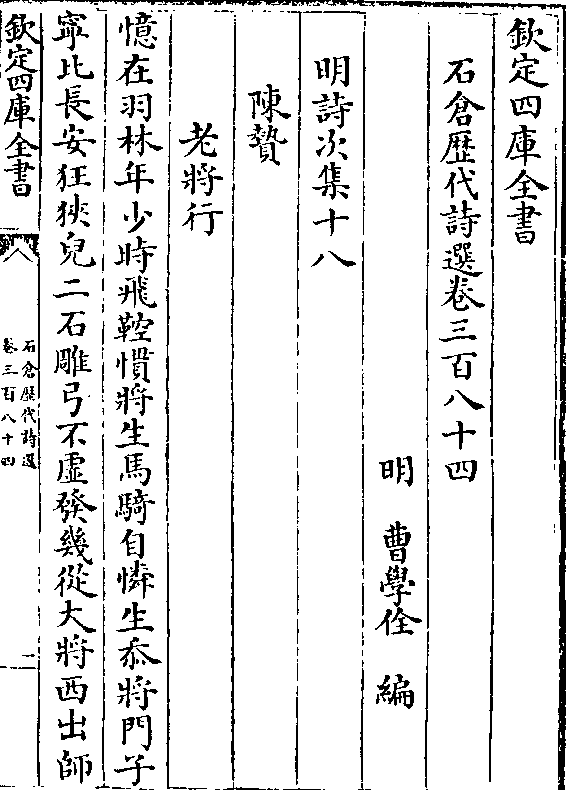 欽定四庫全書
石倉歴代詩選卷三百八十四
明　曹學佺　編
明詩次集十八
陳贄
老將行
憶在羽林年少時飛鞚慣將生馬騎自憐生忝將門子
寧比長安狂狹兒二石雕弓不虛發幾從大將西出師
欽定四庫全書
石倉歴代詩選
卷三百八十四
一